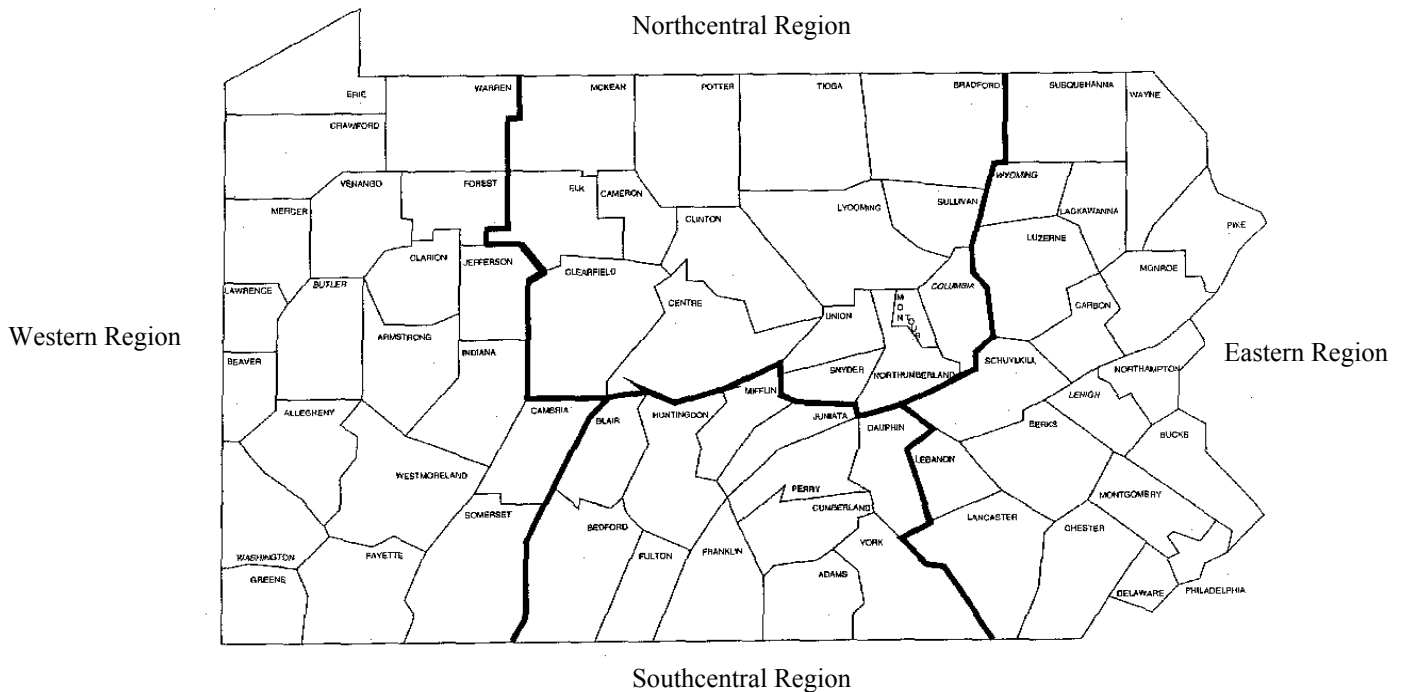 Northcentral Region
ERIE
WARREN
MCKEAN
POTTER
TIOGA
BRADFORD
SUSQUEHANNA
WAYNE
CRAWFORD
VENANGO
FOREST
ELK
CAMERON
WYOMING
MERCER
LYCOMING
SULLIVAN
LACKAWANNA
CLINTON
PIKE
LUZERNE
CLARION
JEFFERSON
CLEARFIELD
MONROE
LAWRENCE
BUTLER
COLUMBIA
CENTRE
MONTOUR
CARBON
UNION
Western Region
ARMSTRONG
INDIANA
Eastern Region
BEAVER
SCHUYLKILL
SNYDER
NORTHUMBERLAND
NORTHAMPTON
MIFFLIN
LEHIGH
ALLEGHENY
CAMBRIA
BLAIR
HUNTINGDON
JUNIATA
DAUPHIN
BERKS
BUCKS
LEBANON
WESTMORELAND
PERRY
MONTGOMERY
CUMBERLAND
SOMERSET
LANCASTER
BEDFORD
CHESTER
YORK
WASHINGTON
FAYETTE
FULTON
FRANKLIN
GREENE
ADAMS
DELAWARE
PHILADELPHIA
Southcentral Region